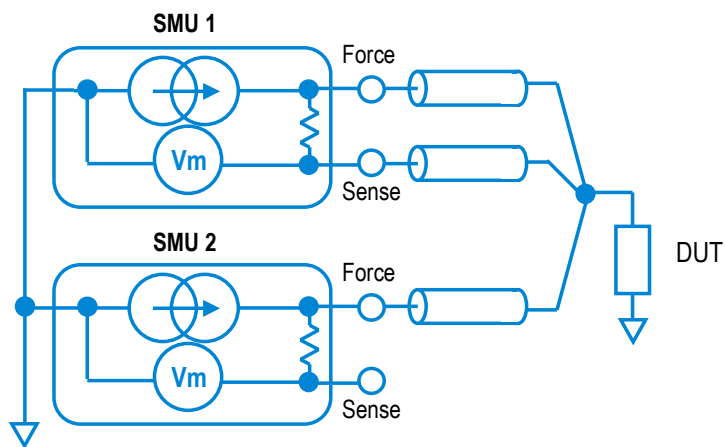 SMU 1
Force
Vm
Sense
SMU 2
DUT
Force
Vm
Sense